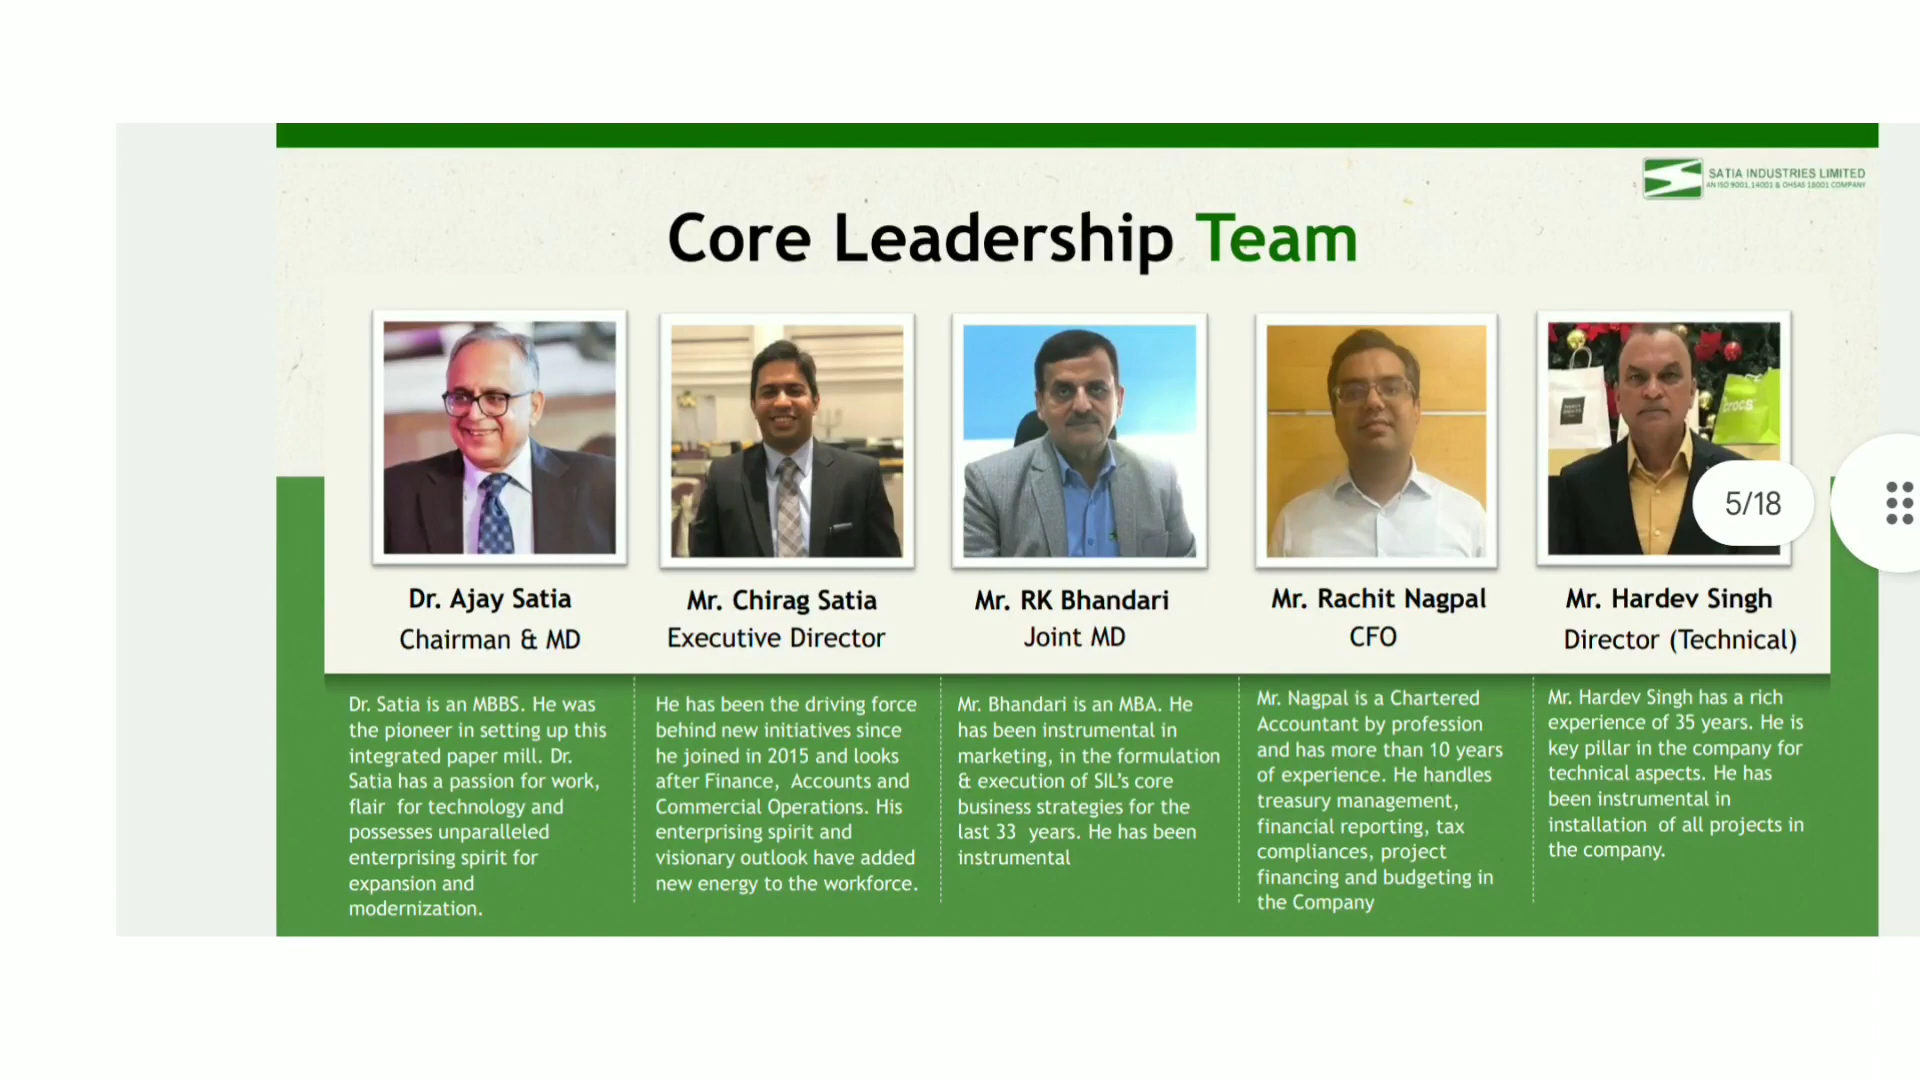 SATIA INDUSTRIES LIMITED
AN ISO 9001,14001 & OHSAS 18001 COMPANY
Core Leadership Team
crocs
5/18
Dr. Ajay Satia
Chairman & MD
Mr. Chirag Satia
Executive Director
Mr. RK Bhandari
Joint MD
Mr. Rachit Nagpal
CFO
Mr. Hardev Singh
Director (Technical)
Dr. Satia is an MBBS. He was
the pioneer in setting up this
integrated paper mill. Dr.
Satia has a passion for work,
flair for technology and
possesses unparalleled
enterprising spirit for
expansion and
modernization.
He has been the driving force
behind new initiatives since
he joined in 2015 and looks
after Finance, Accounts and
Commercial Operations. His
enterprising spirit and
visionary outlook have added
new energy to the workforce.
Mr. Bhandari is an MBA. He
has been instrumental in
marketing, in the formulation
& execution of SIL's core
business strategies for the
last 33 years. He has been
instrumental
Mr. Nagpal is a Chartered
Accountant by profession
and has more than 10 years
of experience. He handles
treasury management,
financial reporting, tax
compliances, project
financing and budgeting in
the Company
Mr. Hardev Singh has a rich
experience of 35 years. He is
key pillar in the company for
technical aspects. He has
been instrumental in
installation of all projects in
the company.